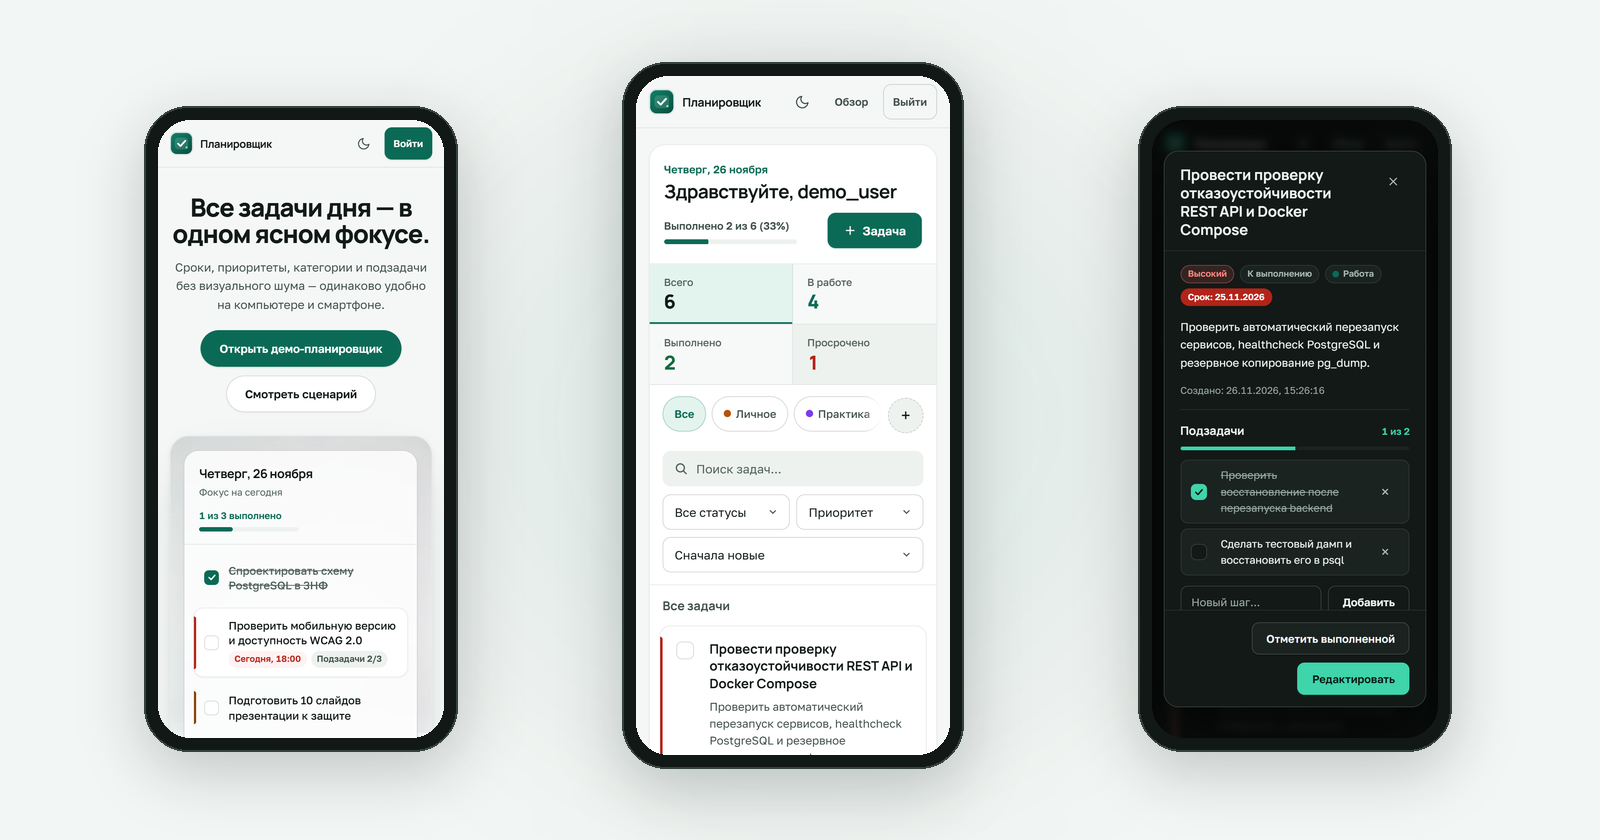 Планировщик
Войти
Все задачи дня — в
одном ясном фокусе.
Сроки, приоритеты, категории и подзадачи
без визуального шума — одинаково удобно
на компьютере и смартфоне.
Открыть демо-планировщик
Смотреть сценарий
Четверг, 26 ноября
Фокус на сегодня
1 из 3 выполнено
Спроектировать схему
PostgreSQL в 3НФ
Проверить мобильную версию
и доступность WCAG 2.0
Сегодня, 18:00
Подзадачи 2/3
Подготовить 10 слайдов
презентации к защите
Планировщик
Обзор
Выйти
Четверг, 26 ноября
Здравствуйте, demo_user
Выполнено 2 из 6 (33%)
+ Задача
Всего
6
В работе
4
Выполнено
2
Просрочено
1
Все
Личное
Практика
+
Поиск задач...
Все статусы
Приоритет
Сначала новые
Все задачи
Провести проверку
отказоустойчивости REST API и
Docker Compose
Проверить автоматический
перезапуск сервисов, healthcheck
PostgreSQL и резервное
Провести проверку
отказоустойчивости
REST API и Docker
Compose
×
Высокий
К выполнению
Работа
Срок: 25.11.2026
Проверить автоматический перезапуск
сервисов, healthcheck PostgreSQL и
резервное копирование pg_dump.
Создано: 26.11.2026, 15:26:16
Подзадачи
1 из 2
Проверить
восстановление после
перезапуска backend
×
Сделать тестовый дамп и
восстановить его в psql
×
Новый шаг...
Добавить
Отметить выполненной
Редактировать